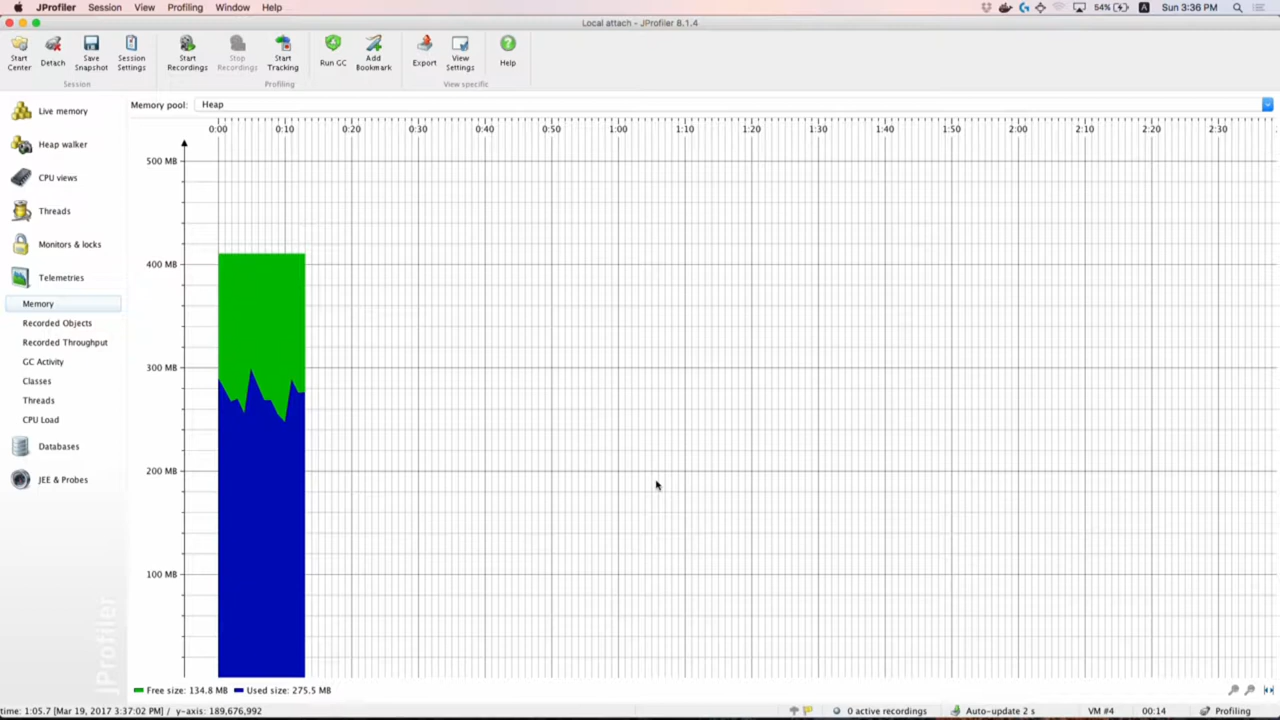 JProfiler Session View Profiling Window Help 54% A Sun 3:36 PM
Local attach - JProfiler 8.1.4
Start Center Detach Save Snapshot Session Settings Start Recordings Stop Recordings Start Tracking Run GC Add Bookmark Export View Settings Help
Session Profiling View specific
Memory pool: Heap
Live memory
Heap walker
CPU views
Threads
Monitors & locks
Telemetries
Memory
Recorded Objects
Recorded Throughput
GC Activity
Classes
Threads
CPU Load
Databases
JEE & Probes
JProfiler
0:00 0:10 0:20 0:30 0:40 0:50 1:00 1:10 1:20 1:30 1:40 1:50 2:00 2:10 2:20 2:30
500 MB
400 MB
300 MB
200 MB
100 MB
Free size: 134.8 MB Used size: 275.5 MB
time: 1:05.7 [Mar 19, 2017 3:37:02 PM] / y-axis: 189,676,992 0 active recordings Auto-update 2 s VM #4 00:14 Profiling